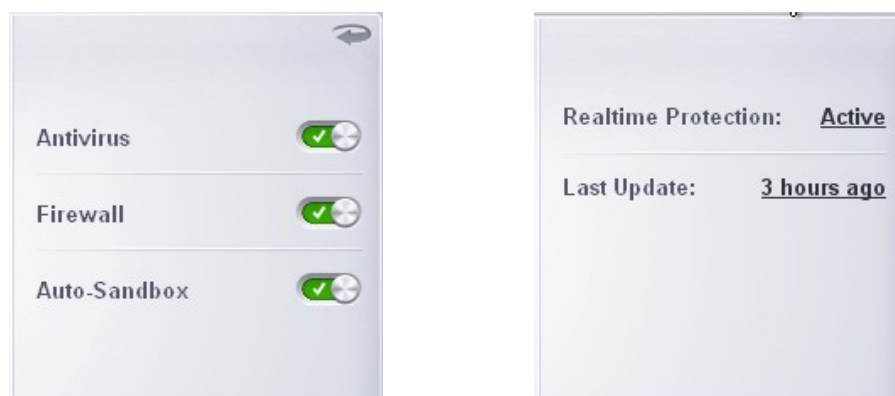 Antivirus
Firewall
Auto-Sandbox
Realtime Protection: Active
Last Update: 3 hours ago